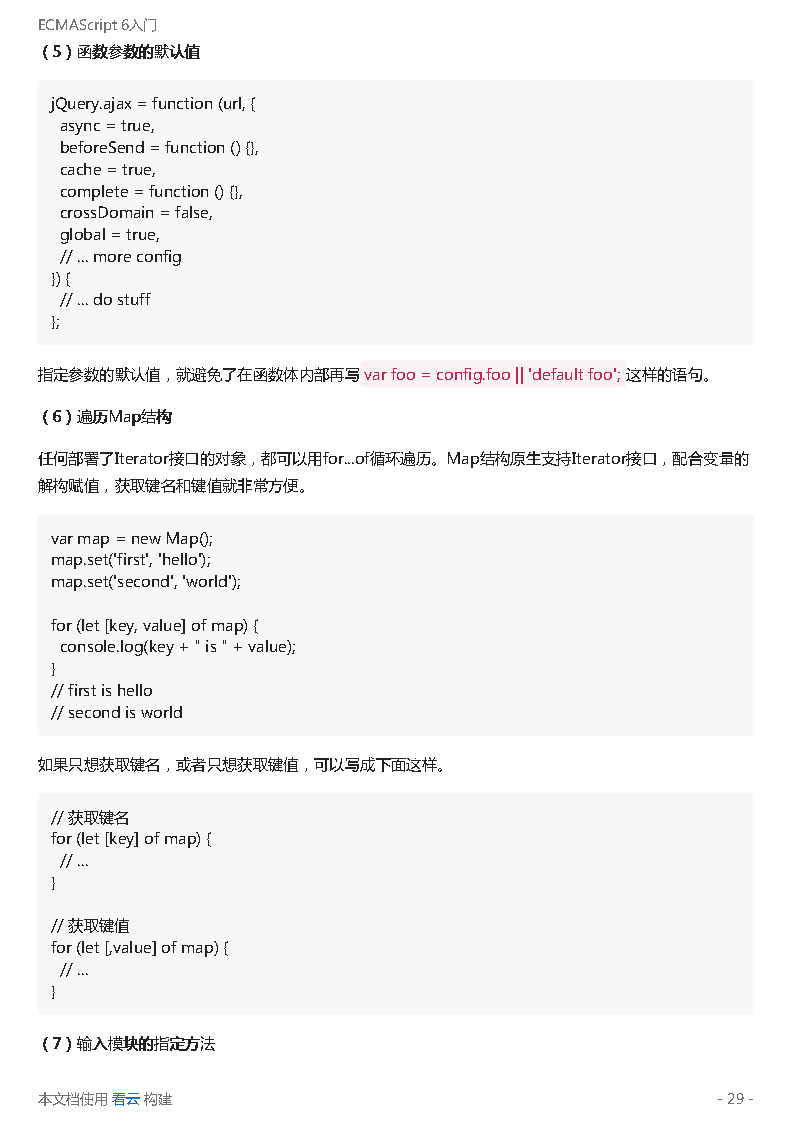 ECMAScript 6入门
（5）函数参数的默认值
jQuery.ajax = function (url, {
  async = true,
  beforeSend = function () {},
  cache = true,
  complete = function () {},
  crossDomain = false,
  global = true,
  // ... more config
}) {
  // ... do stuff
};
指定参数的默认值，就避免了在函数体内部再写 var foo = config.foo || 'default foo'; 这样的语句。
（6）遍历Map结构
任何部署了Iterator接口的对象，都可以用for...of循环遍历。Map结构原生支持Iterator接口，配合变量的
解构赋值，获取键名和键值就非常方便。
var map = new Map();
map.set('first', 'hello');
map.set('second', 'world');
for (let [key, value] of map) {
  console.log(key + " is " + value);
}
// first is hello
// second is world
如果只想获取键名，或者只想获取键值，可以写成下面这样。
// 获取键名
for (let [key] of map) {
  // ...
}
// 获取键值
for (let [,value] of map) {
  // ...
}
（7）输入模块的指定方法
本文档使用 看云 构建
- 29 -